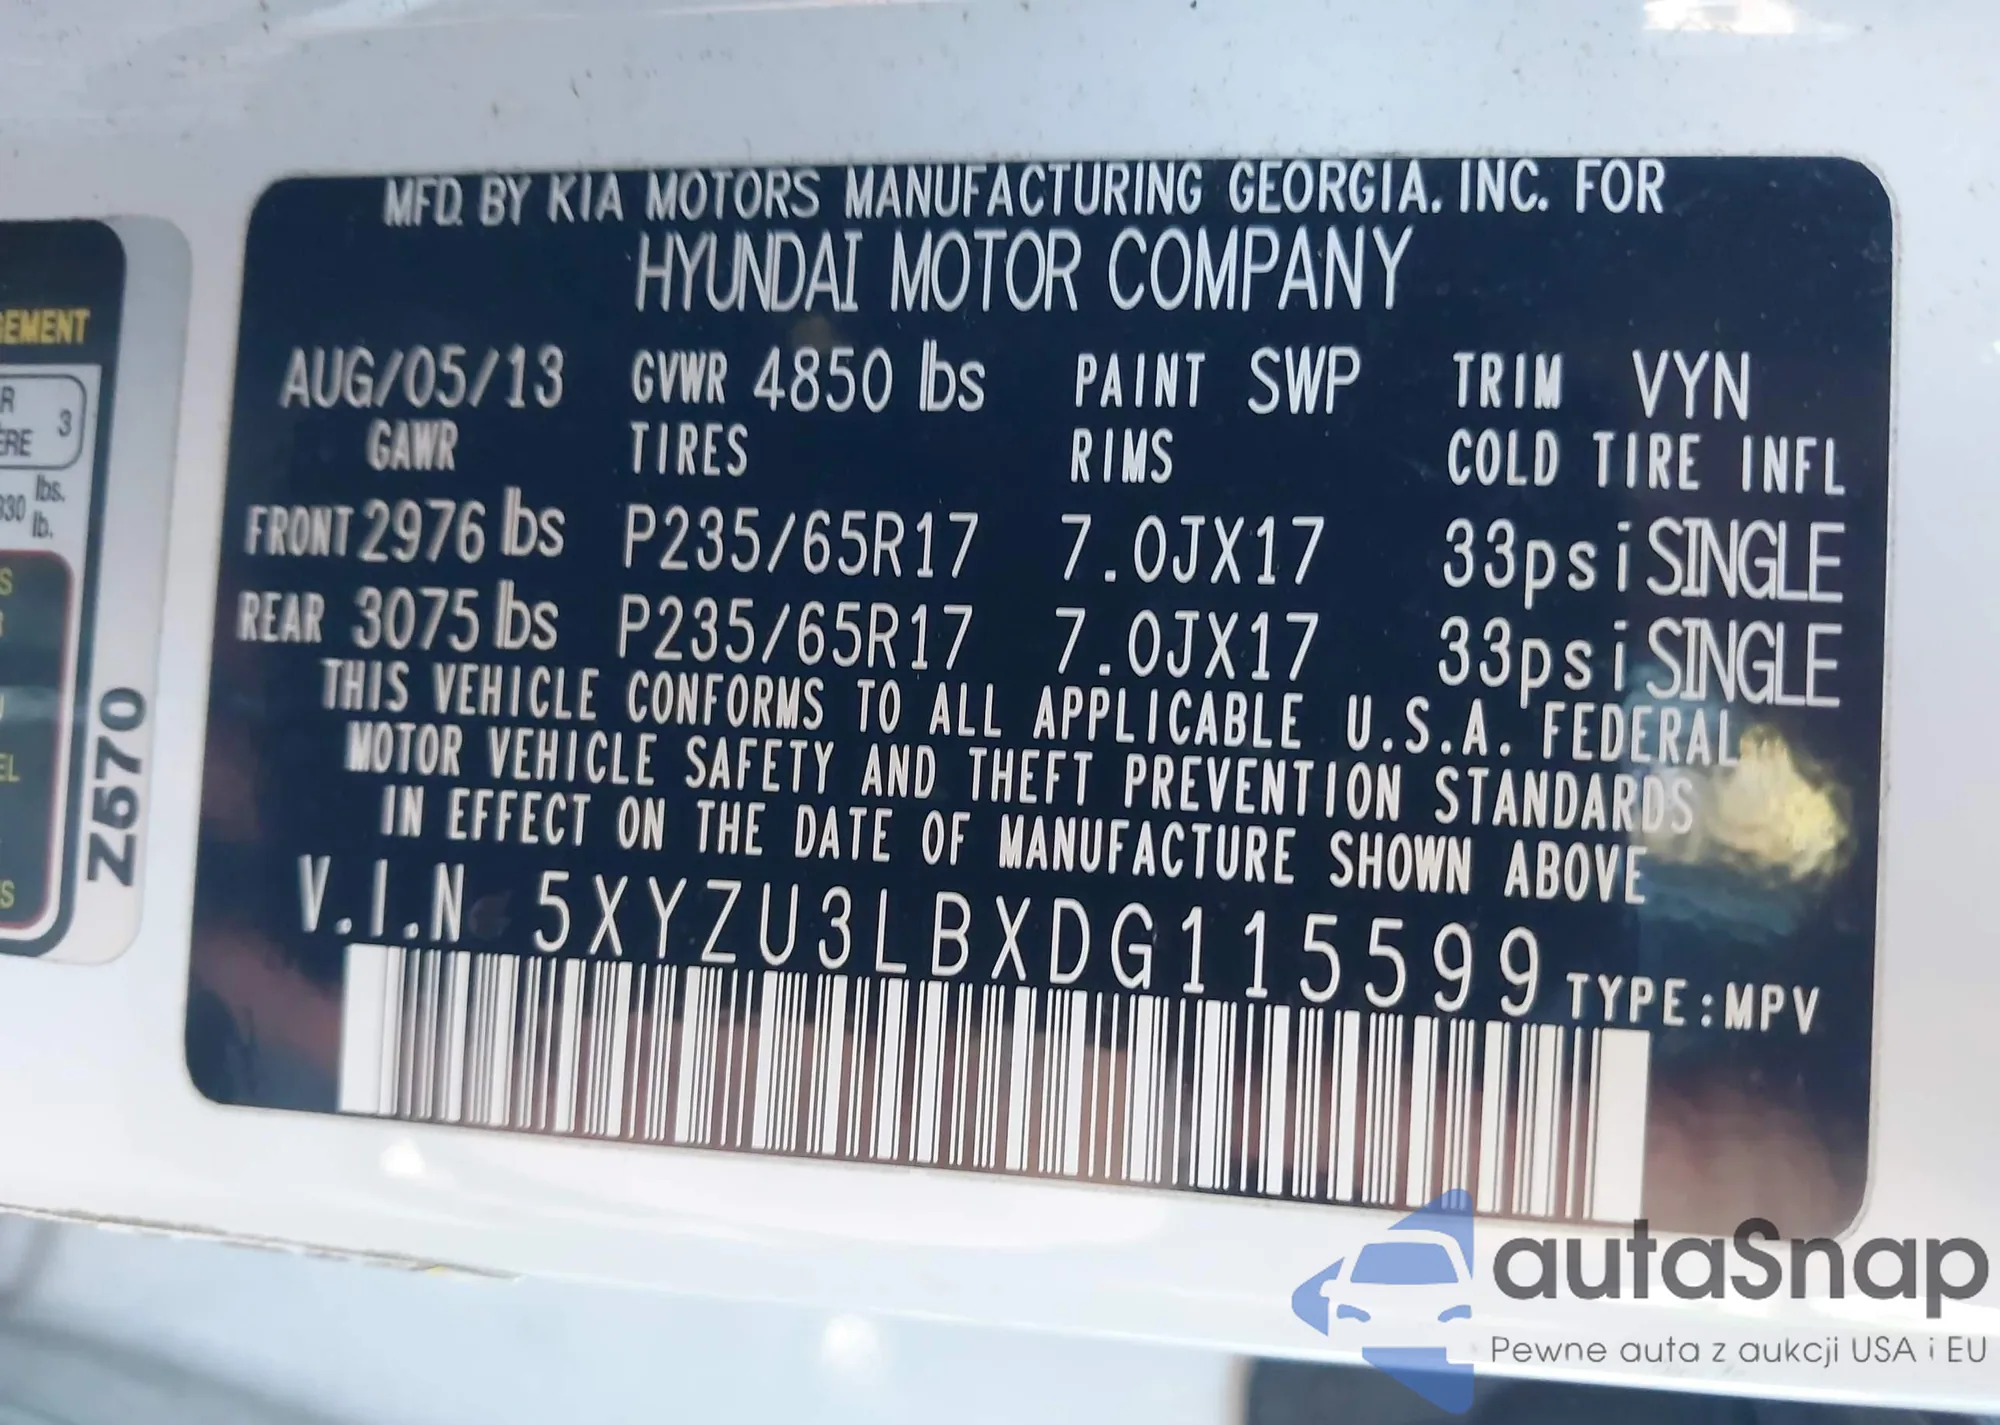 MFD. BY KIA MOTORS MANUFACTURING GEORGIA. INC. FOR
HYUNDAI MOTOR COMPANY
AUG/05/13 GVWR 4850 lbs PAINT SWP TRIM VYN
GAWR TIRES RIMS COLD TIRE INFL
FRONT 2976 lbs P235/65R17 7.0JX17 33psi SINGLE
REAR 3075 lbs P235/65R17 7.0JX17 33psi SINGLE
THIS VEHICLE CONFORMS TO ALL APPLICABLE U.S.A. FEDERAL
MOTOR VEHICLE SAFETY AND THEFT PREVENTION STANDARDS
IN EFFECT ON THE DATE OF MANUFACTURE SHOWN ABOVE
V.I.N 5XYZU3LBXDG115599 TYPE:MPV
3
lbs.
lb.
Z570
autaSnap
Pewne auta z aukcji USA i EU